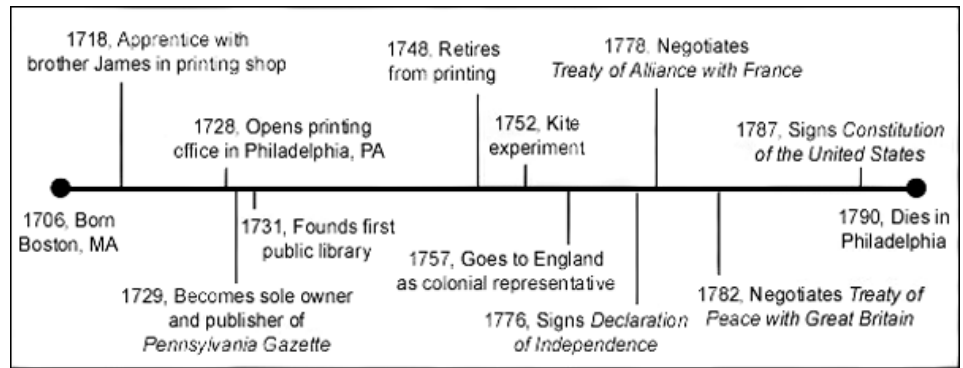 1718, Apprentice with
brother James in printing shop
1748, Retires
from printing
1778, Negotiates
Treaty of Alliance with France
1728, Opens printing
office in Philadelphia, PA
1752, Kite
experiment
1787, Signs Constitution
of the United States
1706, Born
Boston, MA
1731, Founds first
public library
1790, Dies in
Philadelphia
1757, Goes to England
as colonial representative
1729, Becomes sole owner
and publisher of
Pennsylvania Gazette
1776, Signs Declaration
of Independence
1782, Negotiates Treaty of
Peace with Great Britain